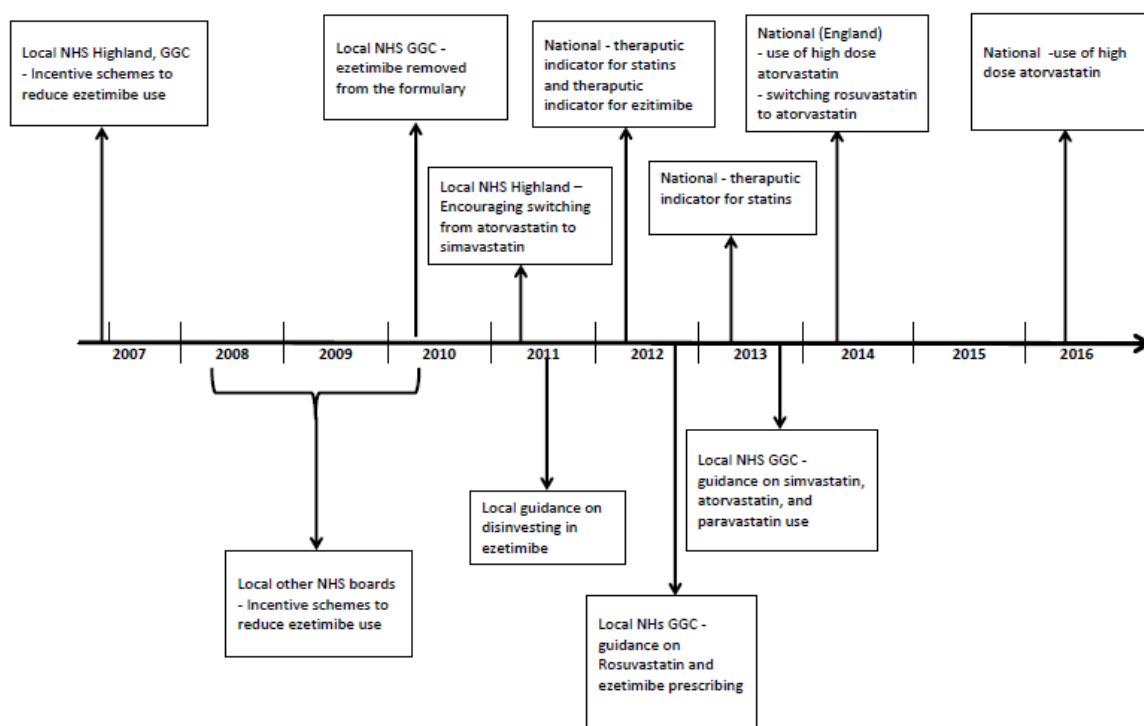 Local NHS Highland, GGC
- Incentive schemes to
reduce ezetimibe use
Local NHS GGC -
ezetimibe removed
from the formulary
National - theraputic
indicator for statins
and theraputic
indicator for ezitimibe
National (England)
- use of high dose
atorvastatin
- switching rosuvastatin
to atorvastatin
National -use of high
dose atorvastatin
Local NHS Highland –
Encouraging switching
from atorvastatin to
simavastatin
National - theraputic
indicator for statins
2007 2008 2009 2010 2011 2012 2013 2014 2015 2016
Local NHS GGC -
guidance on simvastatin,
atorvastatin, and
paravastatin use
Local guidance on
disinvesting in
ezetimibe
Local other NHS boards
- Incentive schemes to
reduce ezetimibe use
Local NHs GGC -
guidance on
Rosuvastatin and
ezetimibe prescribing